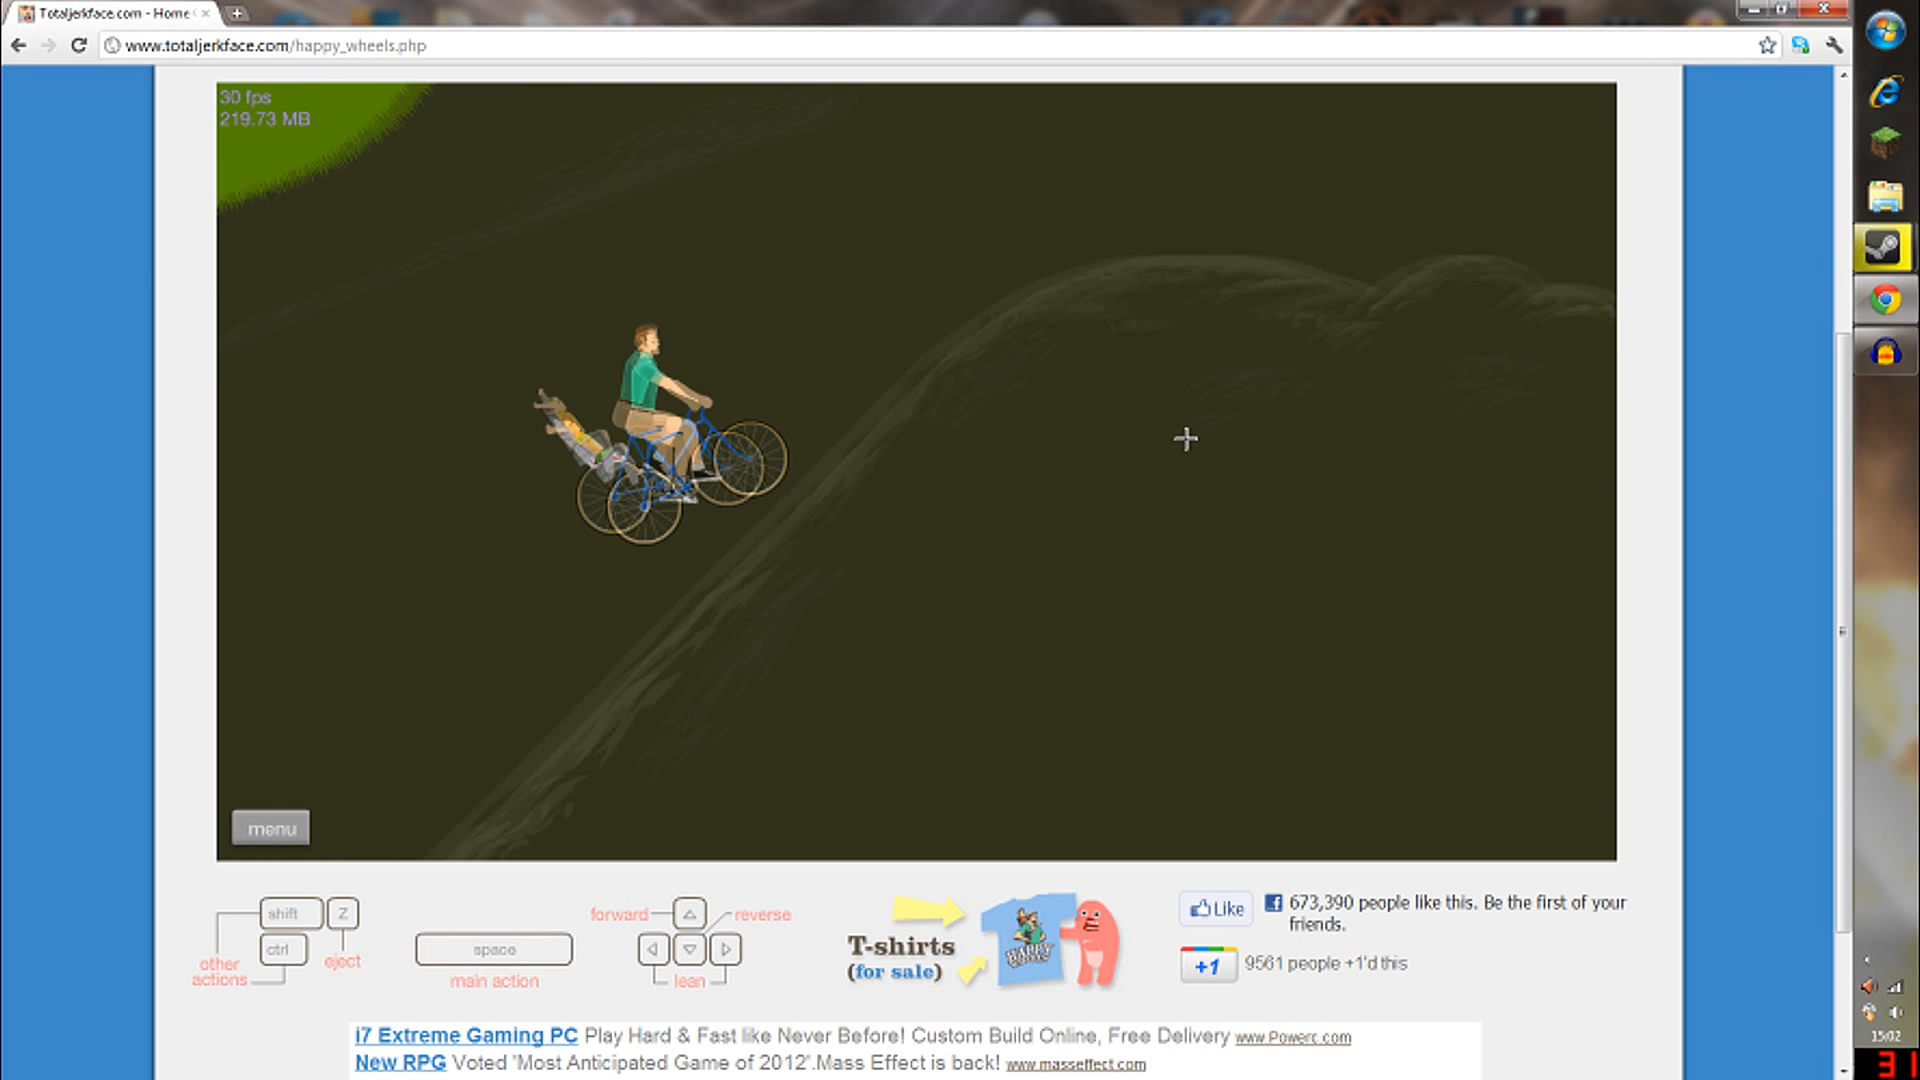 Totaljerkface.com - Home
www.totaljerkface.com/happy_wheels.php
30 fps
219.73 MB
menu
shift
Z
ctrl
other
actions
eject
space
main action
forward
reverse
lean
T-shirts
(for sale)
HAPPY
WHEELS
Like
673,390 people like this. Be the first of your
friends.
+1
9561 people +1'd this
i7 Extreme Gaming PC Play Hard & Fast like Never Before! Custom Build Online, Free Delivery www.Powerc.com
New RPG Voted 'Most Anticipated Game of 2012'.Mass Effect is back! www.masseffect.com
15:02
31